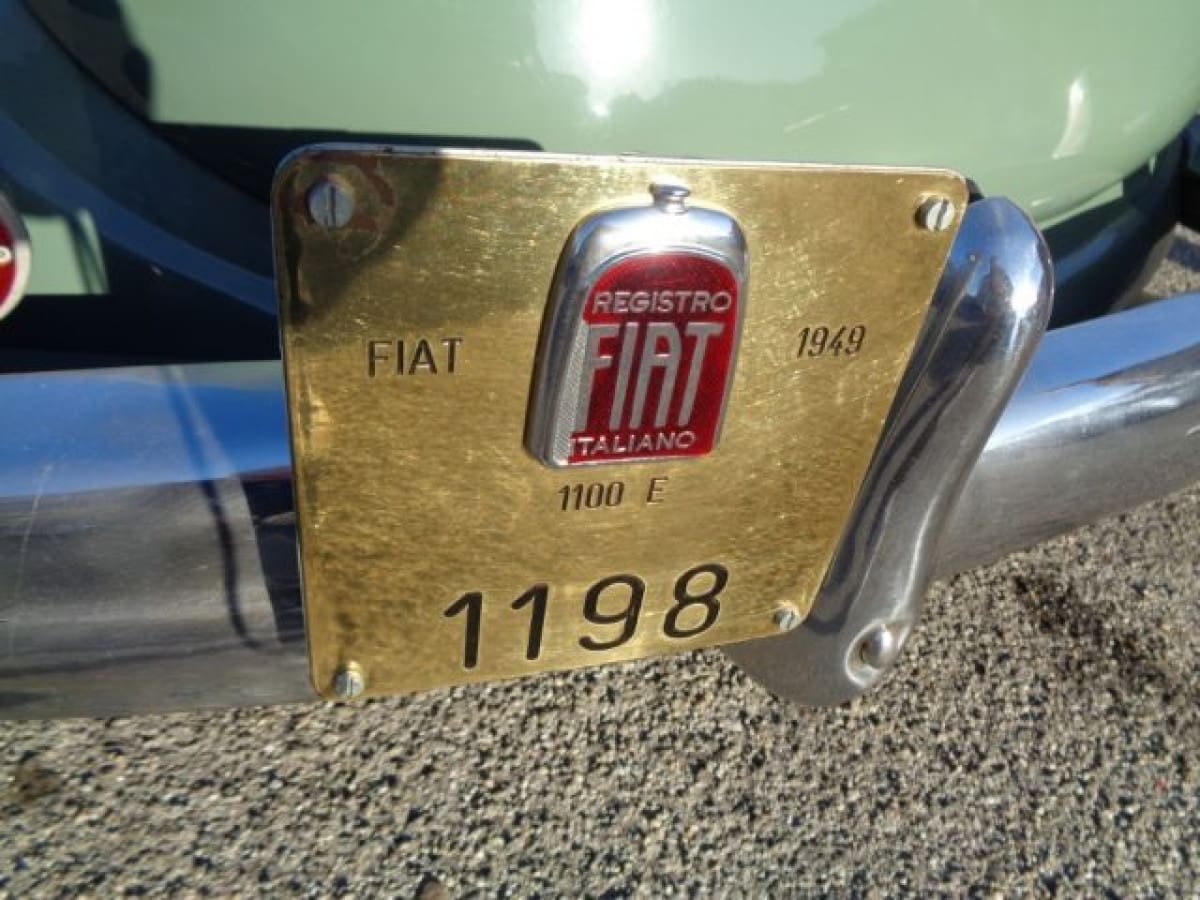 REGISTRO
FIAT
ITALIANO
FIAT
1949
1100 E
1198